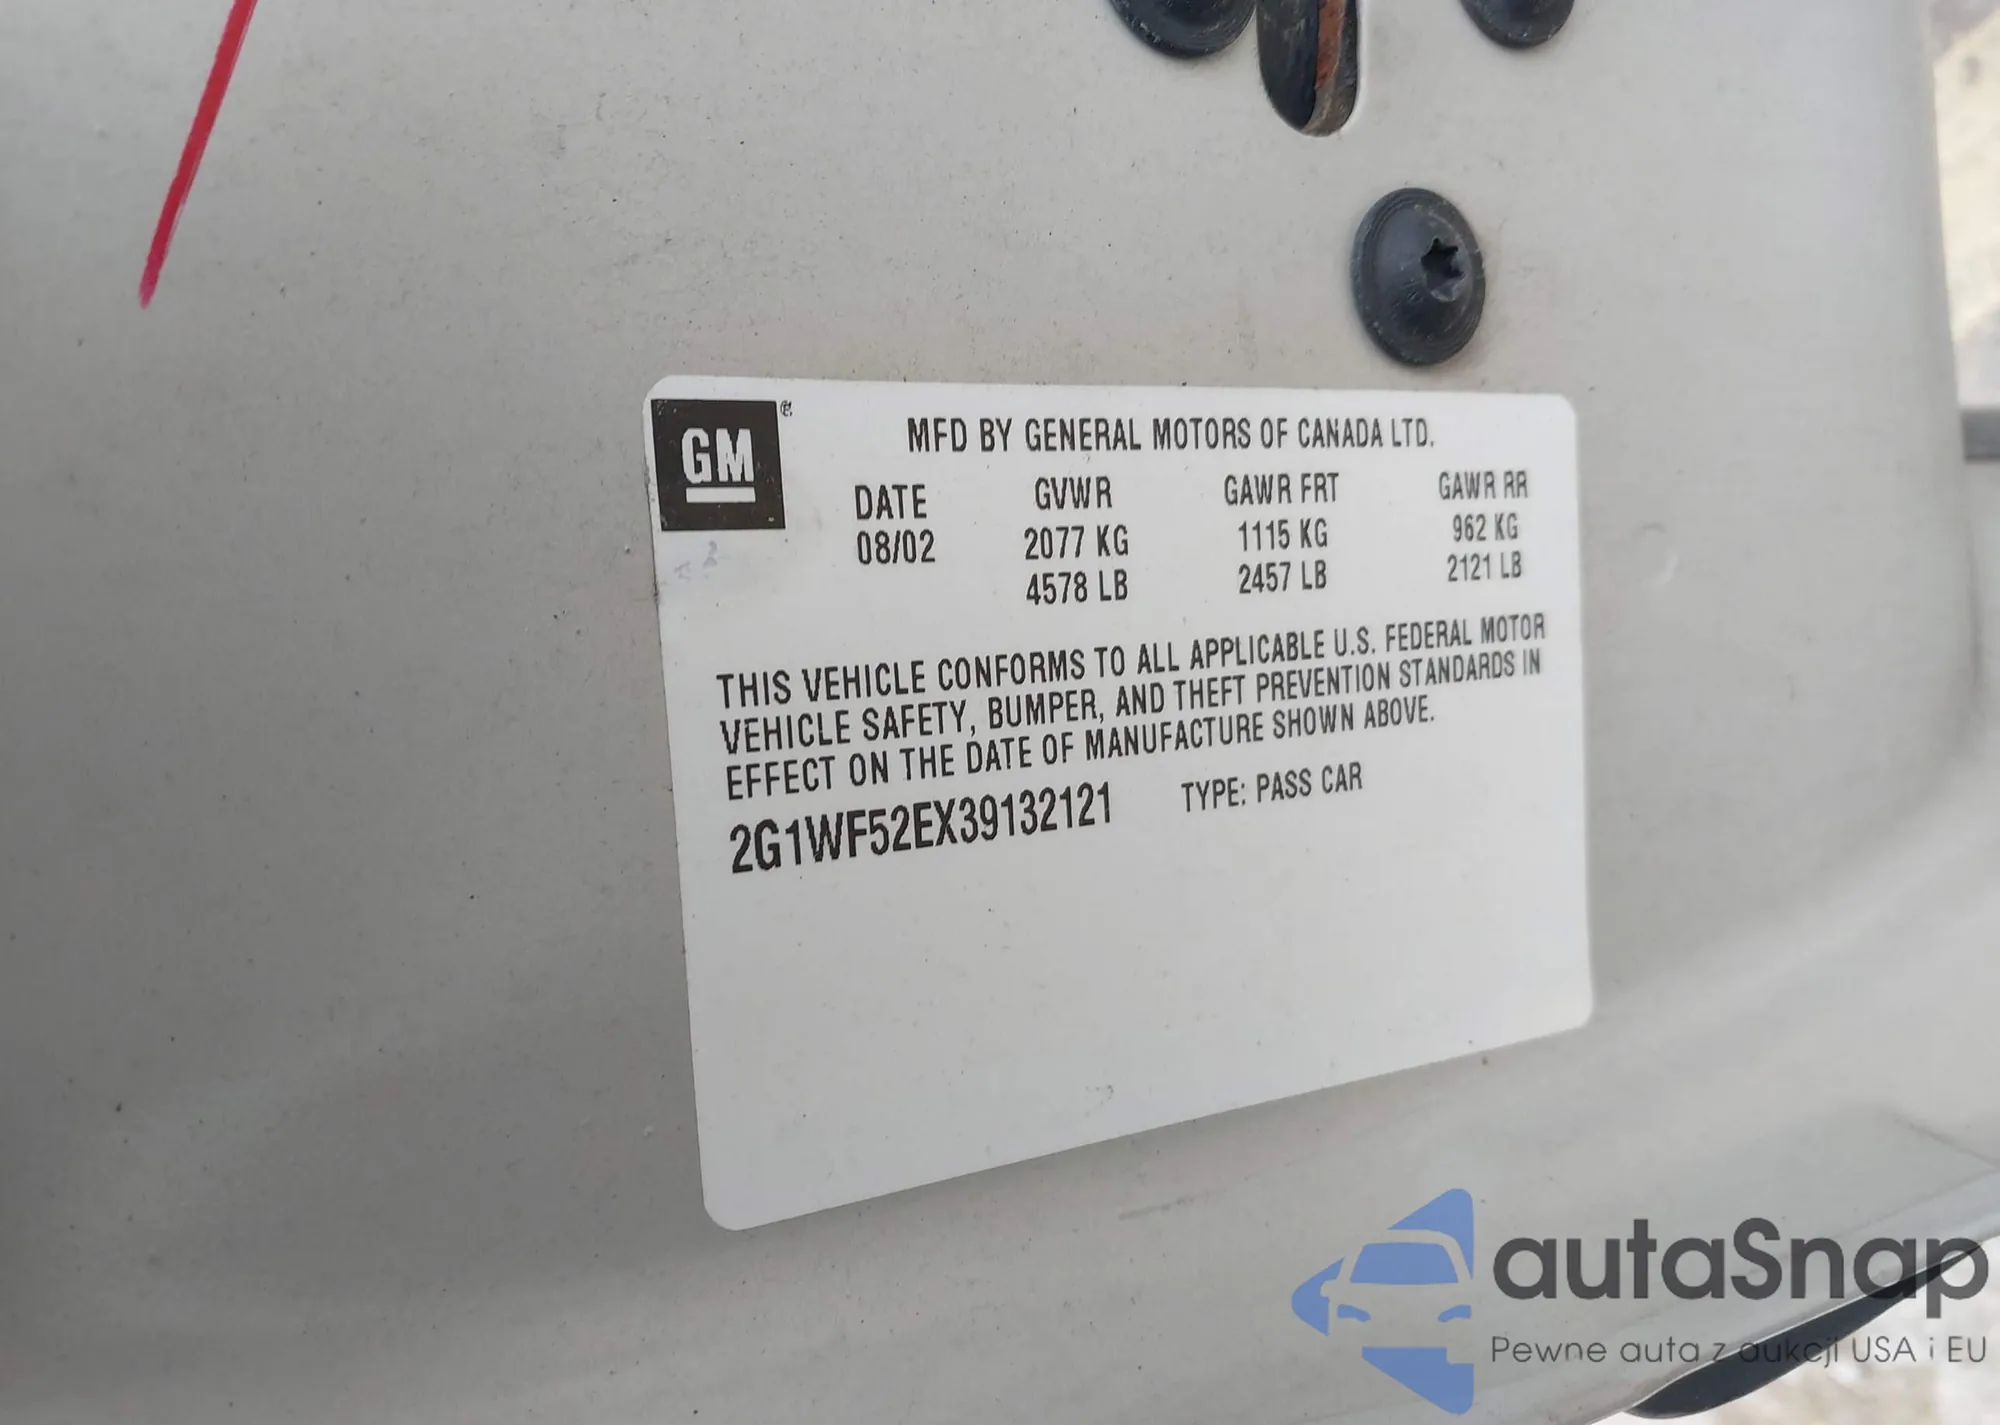 GM
MFD BY GENERAL MOTORS OF CANADA LTD.
DATE GVWR GAWR FRT GAWR RR
08/02 2077 KG 1115 KG 962 KG
4578 LB 2457 LB 2121 LB
THIS VEHICLE CONFORMS TO ALL APPLICABLE U.S. FEDERAL MOTOR
VEHICLE SAFETY, BUMPER, AND THEFT PREVENTION STANDARDS IN
EFFECT ON THE DATE OF MANUFACTURE SHOWN ABOVE.
2G1WF52EX39132121 TYPE: PASS CAR
autaSnap
Pewne auta z aukcji USA i EU